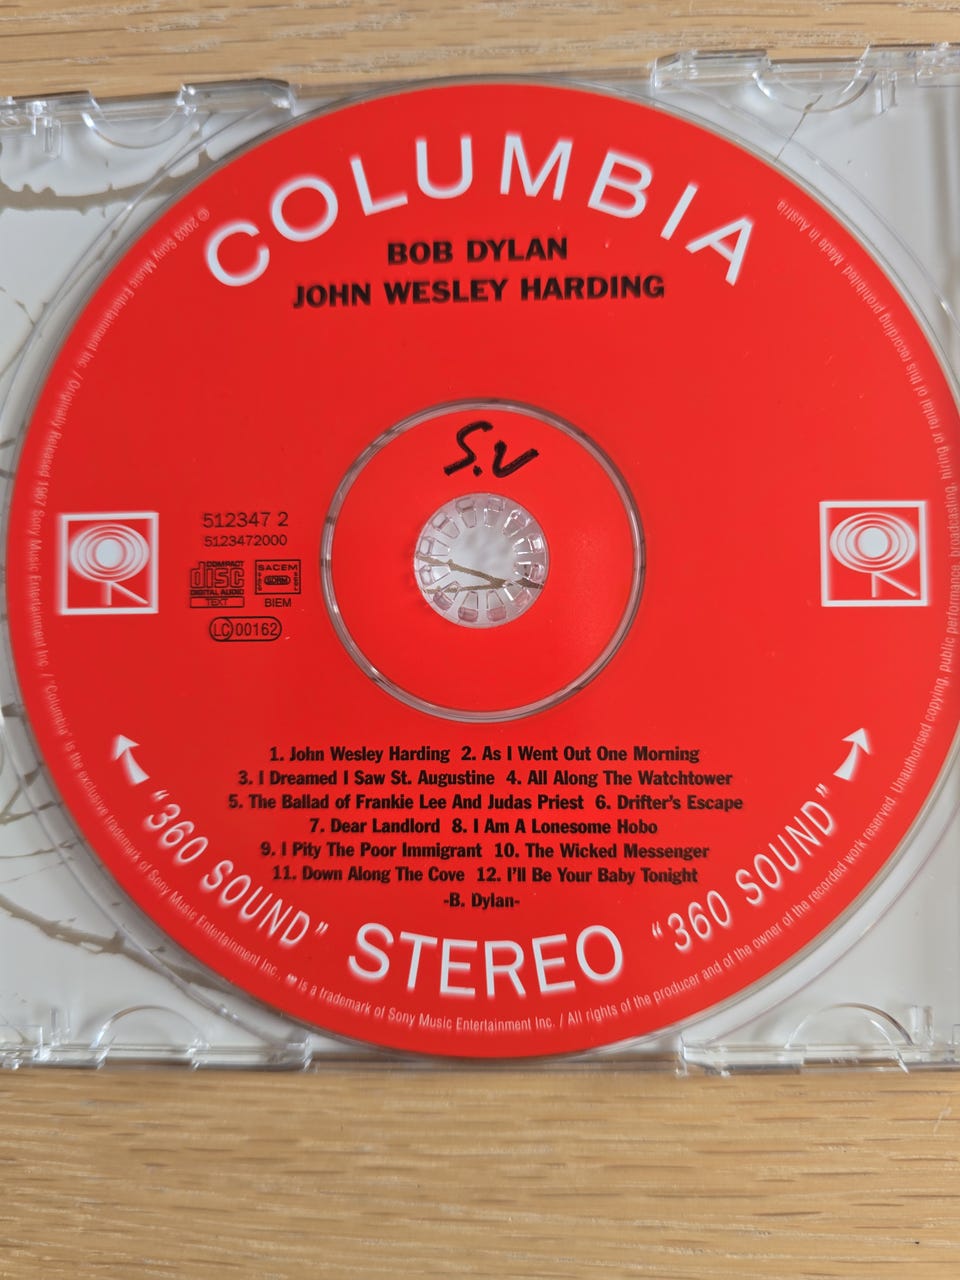 COLUMBIA
BOB DYLAN
JOHN WESLEY HARDING
S.V
512347 2
5123472000
COMPACT
DISC
DIGITAL AUDIO
TEXT
SACEM
SDRM
BIEM
LC 00162
1. John Wesley Harding 2. As I Went Out One Morning
3. I Dreamed I Saw St. Augustine 4. All Along The Watchtower
5. The Ballad of Frankie Lee And Judas Priest 6. Drifter's Escape
7. Dear Landlord 8. I Am A Lonesome Hobo
9. I Pity The Poor Immigrant 10. The Wicked Messenger
11. Down Along The Cove 12. I'll Be Your Baby Tonight
-B. Dylan-
"360 SOUND" STEREO "360 SOUND"
© 2003 Sony Music Entertainment Inc. / Originally Released 1967 Sony Music Entertainment Inc. / "Columbia" is the exclusive trademark of Sony Music Entertainment Inc., is a trademark of Sony Music Entertainment Inc. / All rights of the producer and of the owner of the recorded work reserved. Unauthorised copying, public performance, broadcasting, hiring or rental of this recording prohibited. Made in Austria.